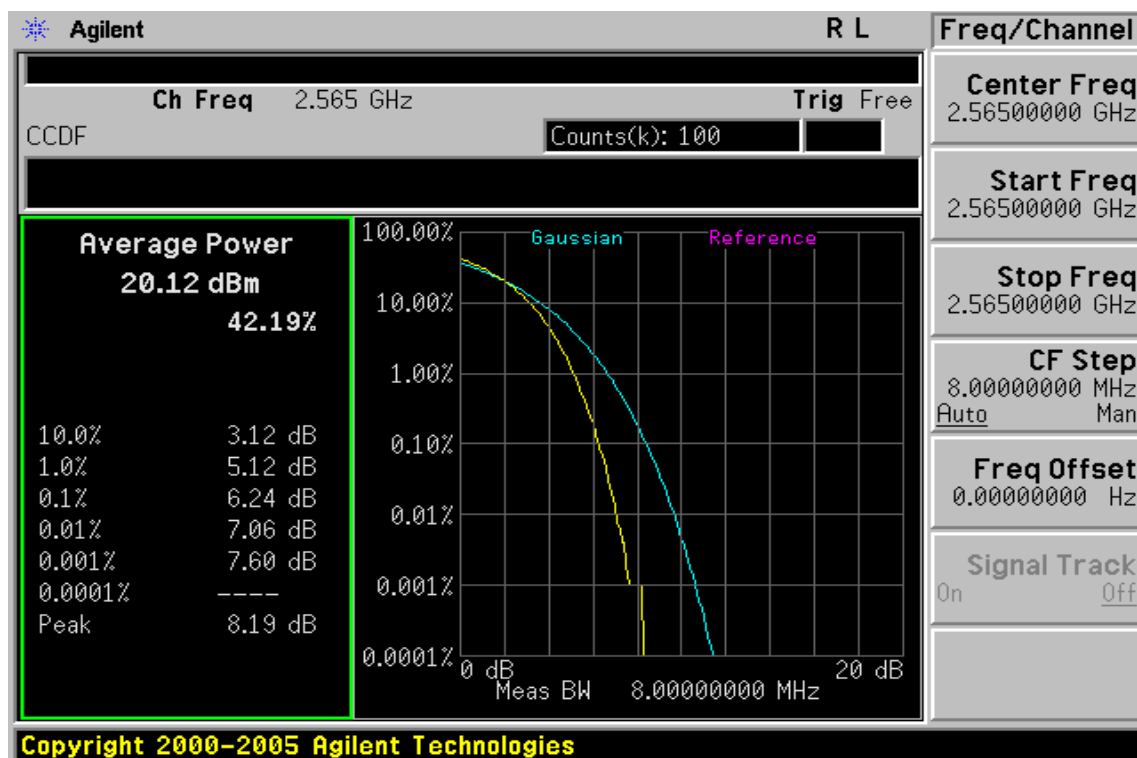 Agilent R L
Ch Freq 2.565 GHz Trig Free
CCDF Counts(k): 100
Average Power
20.12 dBm
42.19%
10.0% 3.12 dB
1.0% 5.12 dB
0.1% 6.24 dB
0.01% 7.06 dB
0.001% 7.60 dB
0.0001% ----
Peak 8.19 dB
Gaussian Reference
100.00%
10.00%
1.00%
0.10%
0.01%
0.001%
0.0001%
0 dB 20 dB
Meas BW 8.00000000 MHz
Freq/Channel
Center Freq
2.56500000 GHz
Start Freq
2.56500000 GHz
Stop Freq
2.56500000 GHz
CF Step
8.00000000 MHz
Auto Man
Freq Offset
0.00000000 Hz
Signal Track
On Off
Copyright 2000-2005 Agilent Technologies